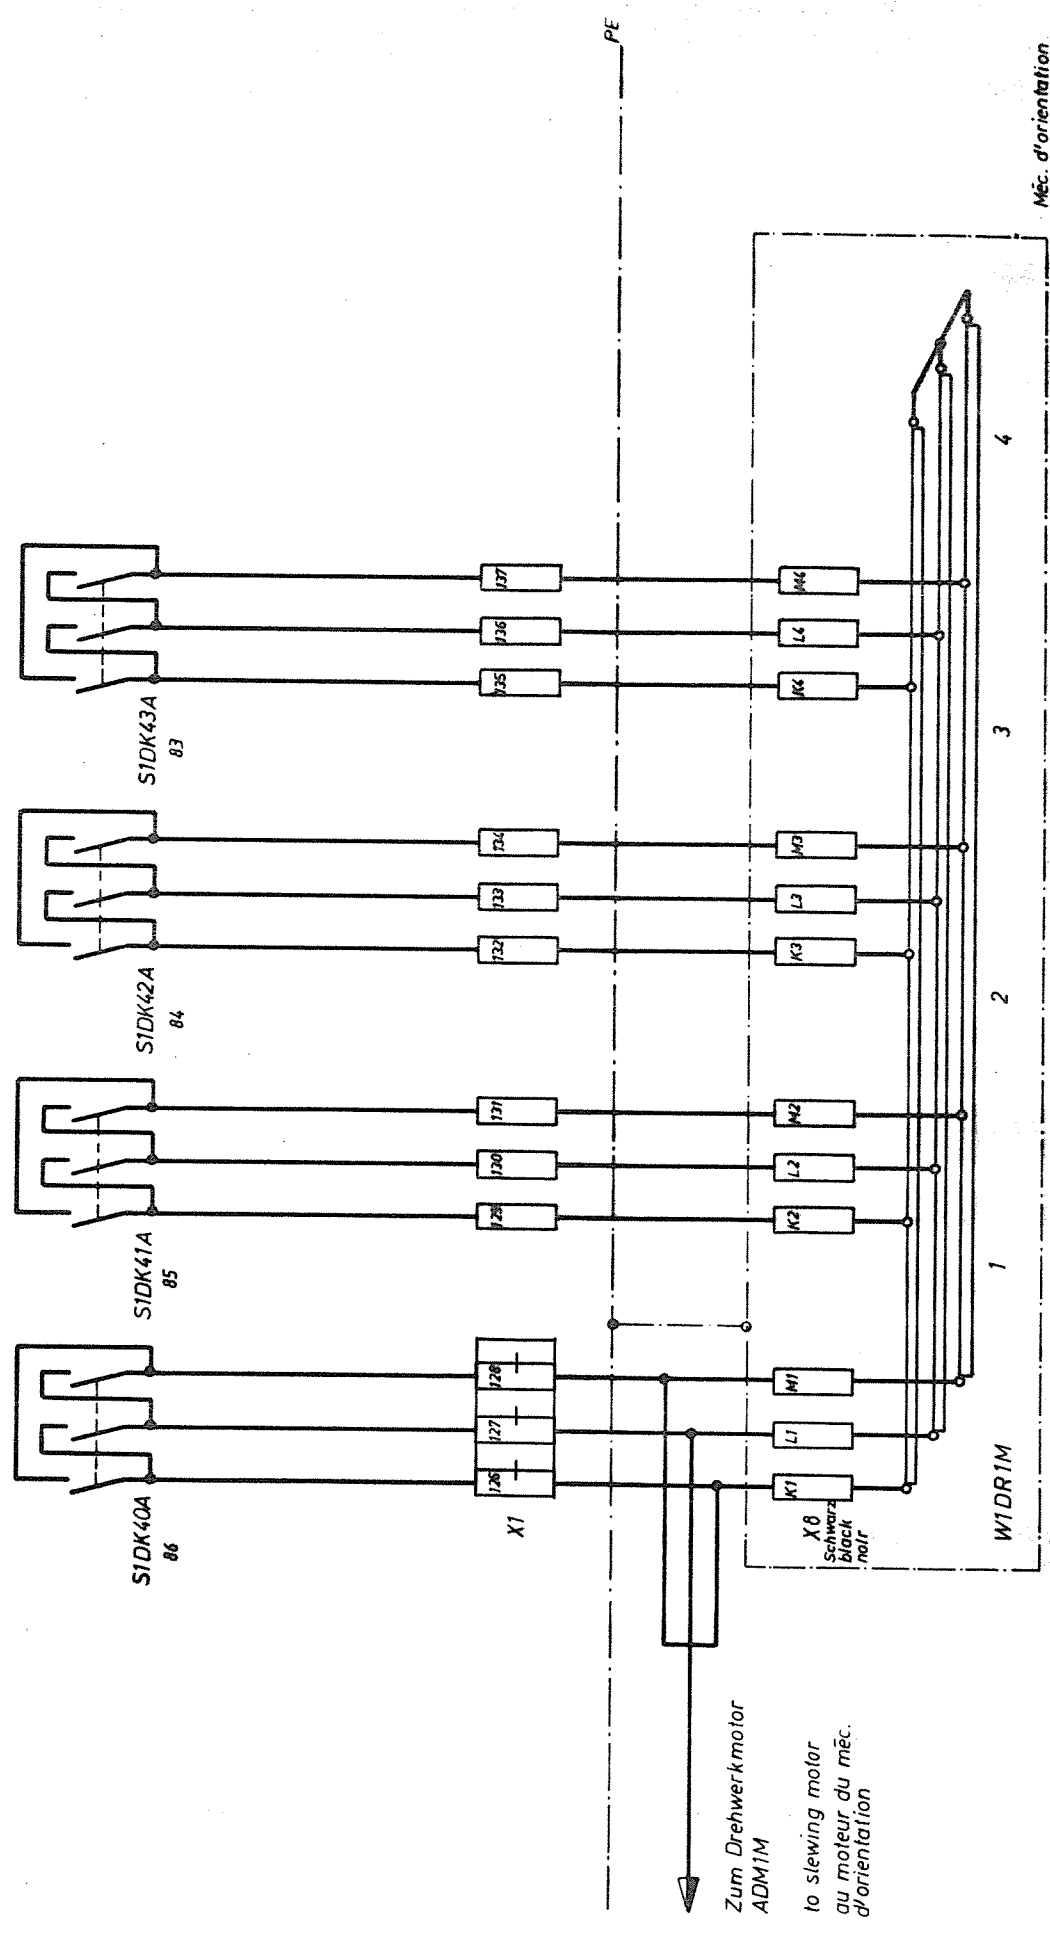 S1DK40A
86
S1DK41A
85
S1DK42A
84
S1DK43A
83
X1
126
127
128
129
130
131
132
133
134
135
136
137
PE
Zum Drehwerkmotor
ADM1M
to slewing motor
au moteur du méc.
d'orientation
X8
Schwarz
black
noir
K1
L1
M1
K2
L2
M2
K3
L3
M3
K4
L4
M4
W1DR1M
1
2
3
4
Méc. d'orientation